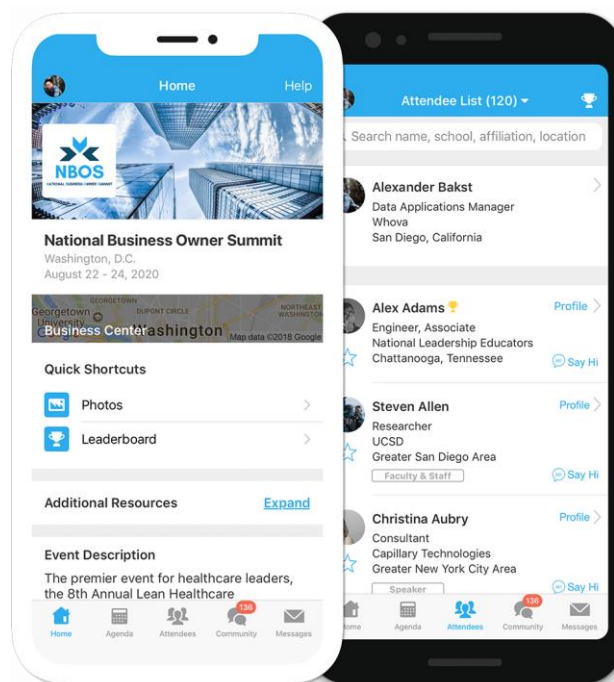 Home
Help
NBOS
NATIONAL BUSINESS OWNER SUMMIT
National Business Owner Summit
Washington, D.C.
August 22 - 24, 2020
GEORGETOWN
DUPONT CIRCLE
NORTHEAST
WASHINGTON
Georgetown
University
Washington
Business Center
Map data ©2018 Google
Quick Shortcuts
Photos
Leaderboard
Additional Resources
Expand
Event Description
The premier event for healthcare leaders,
the 8th Annual Lean Healthcare
136
Home
Agenda
Attendees
Community
Messages
Attendee List (120)
Search name, school, affiliation, location
Alexander Bakst
Data Applications Manager
Whova
San Diego, California
Alex Adams
Profile
Engineer, Associate
National Leadership Educators
Chattanooga, Tennessee
Say Hi
Steven Allen
Profile
Researcher
UCSD
Greater San Diego Area
Faculty & Staff
Say Hi
Christina Aubry
Profile
Consultant
Capillary Technologies
Greater New York City Area
Speaker
Say Hi
136
ome
Agenda
Attendees
Community
Messages